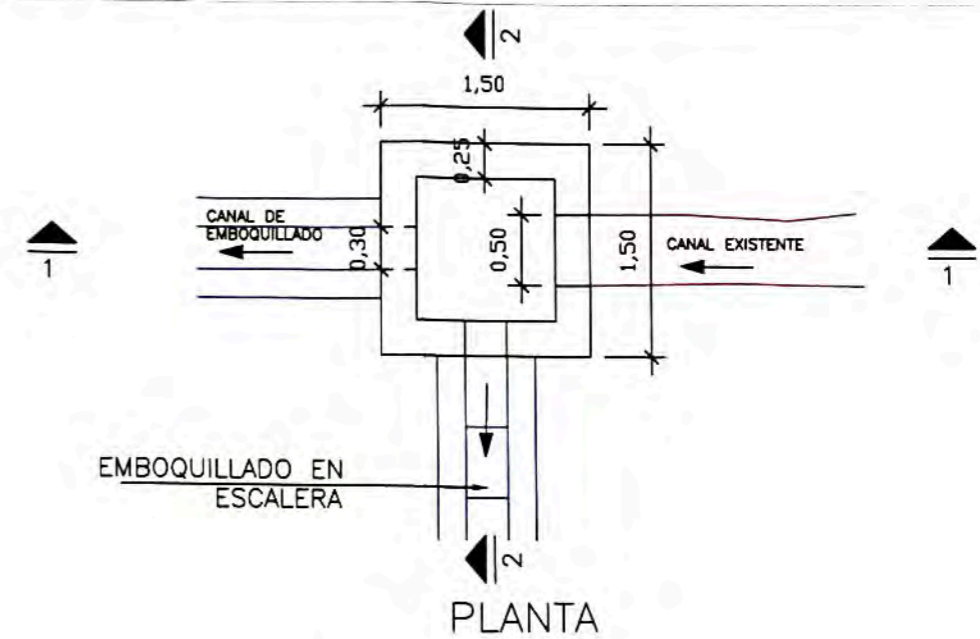 2
1,50
0,25
CANAL DE
EMBOQUILLADO
0,30
0,50
CANAL EXISTENTE
1,50
1
1
EMBOQUILLADO EN
ESCALERA
2
PLANTA